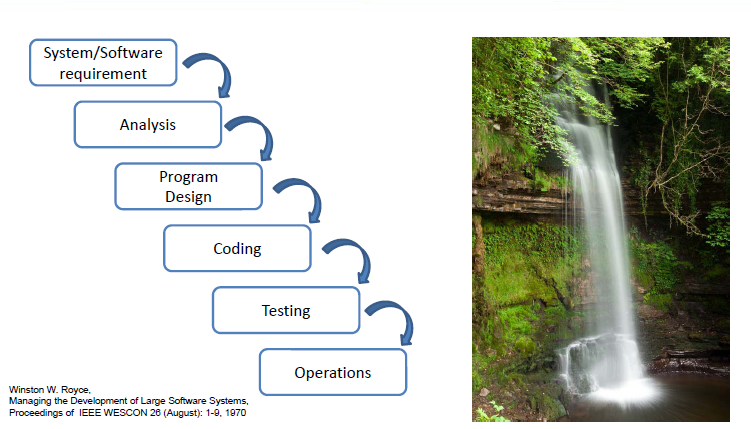 System/Software
requirement
Analysis
Program
Design
Coding
Testing
Operations
Winston W. Royce,
Managing the Development of Large Software Systems,
Proceedings of IEEE WESCON 26 (August): 1-9, 1970